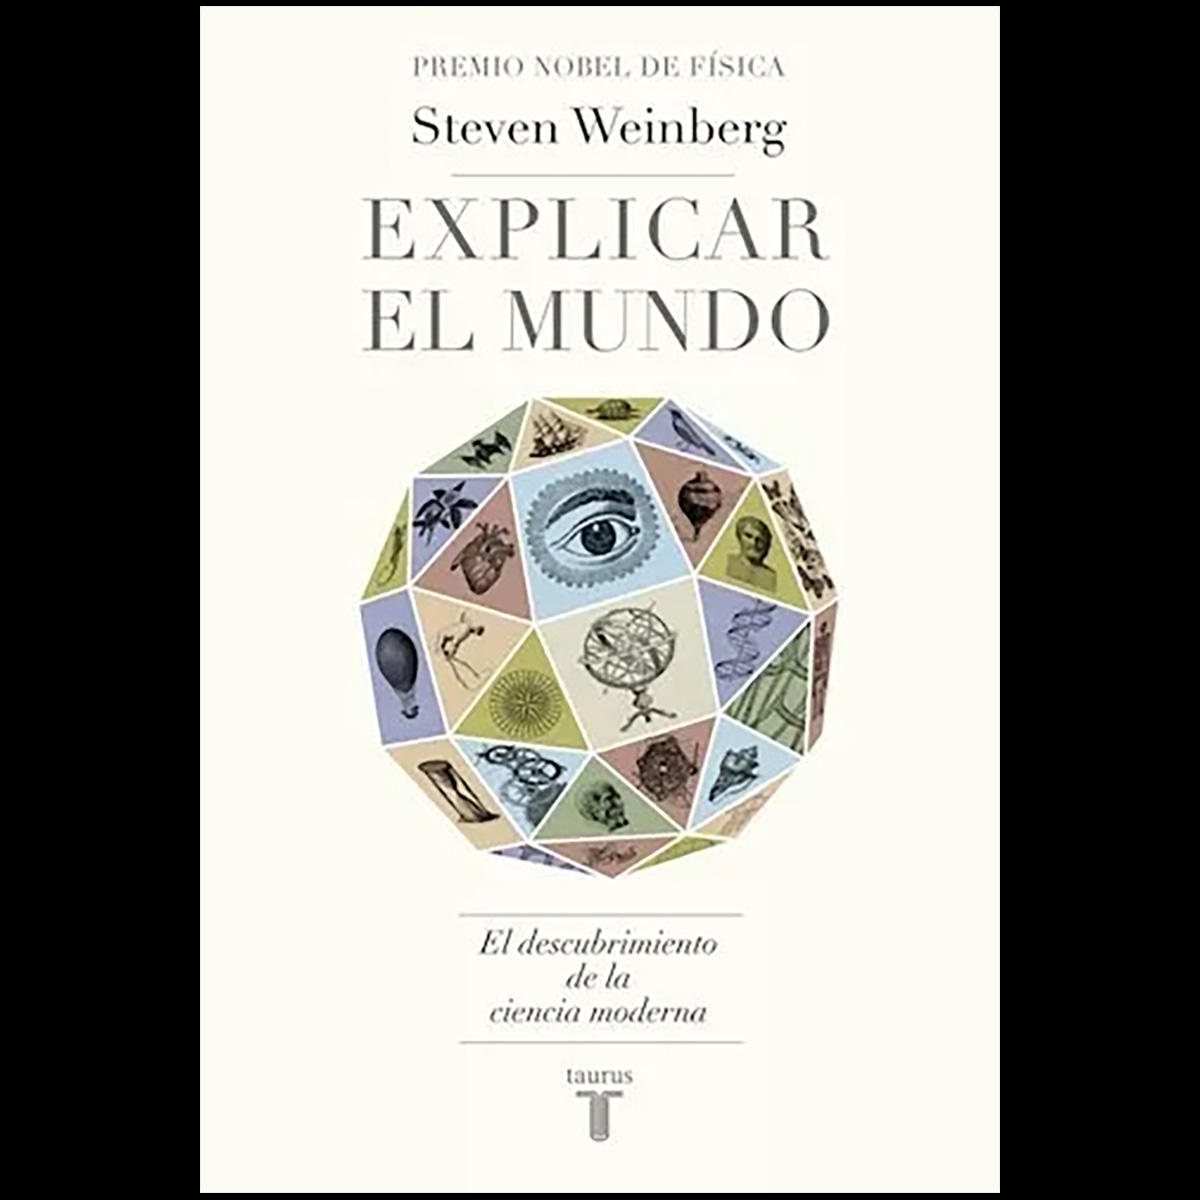 PREMIO NOBEL DE FÍSICA
Steven Weinberg
EXPLICAR
EL MUNDO
El descubrimiento
de la
ciencia moderna
taurus